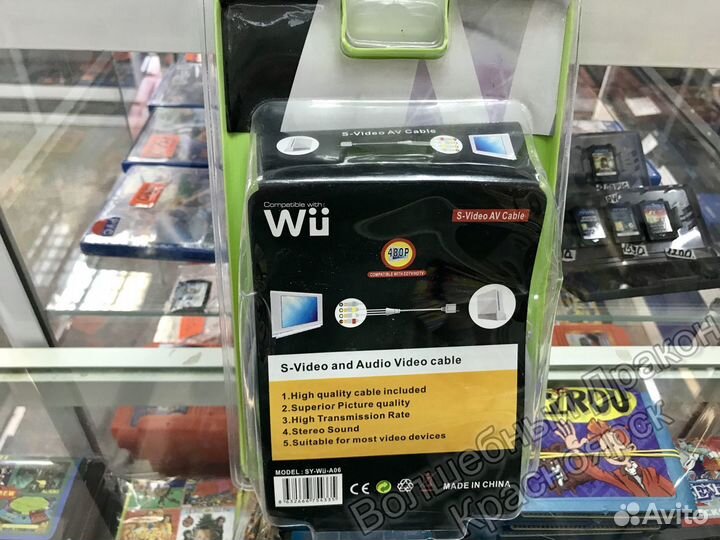 S-Video AV Cable
Compatible with:
Wii
S-Video AV Cable
480P
COMPATIBLE WITH EDTV/HDTV
S-Video and Audio Video cable
1.High quality cable included
2.Superior Picture quality
3.High Transmission Rate
4.Stereo Sound
5.Suitable for most video devices
MODEL : SY-Wii-A06
CE
MADE IN CHINA
Волшебный Дракон
Красноярск
Avito